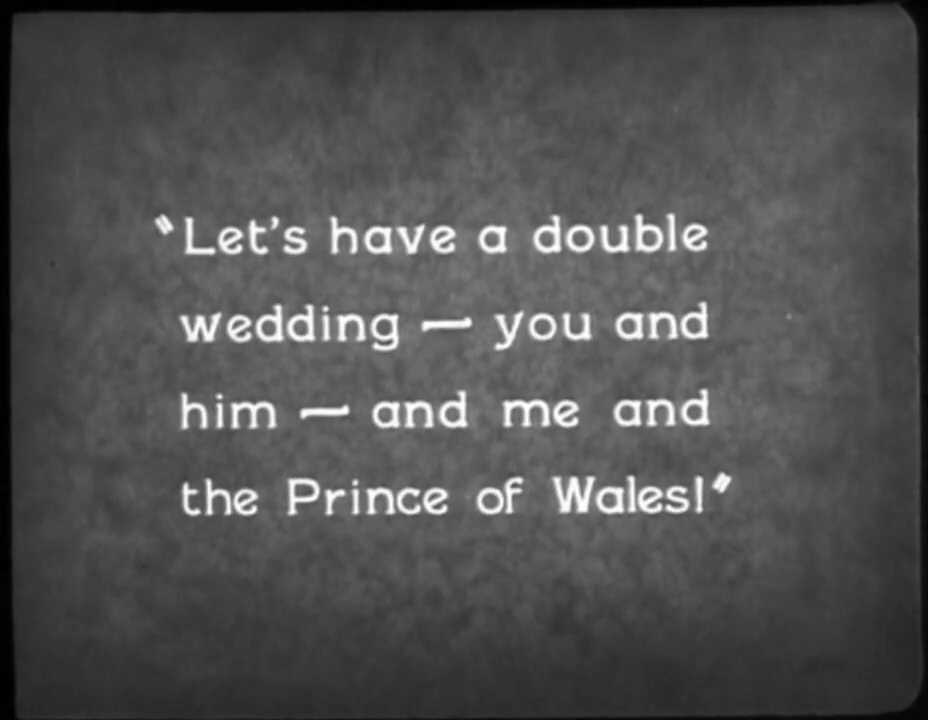 "Let's have a double
wedding — you and
him — and me and
the Prince of Wales!"